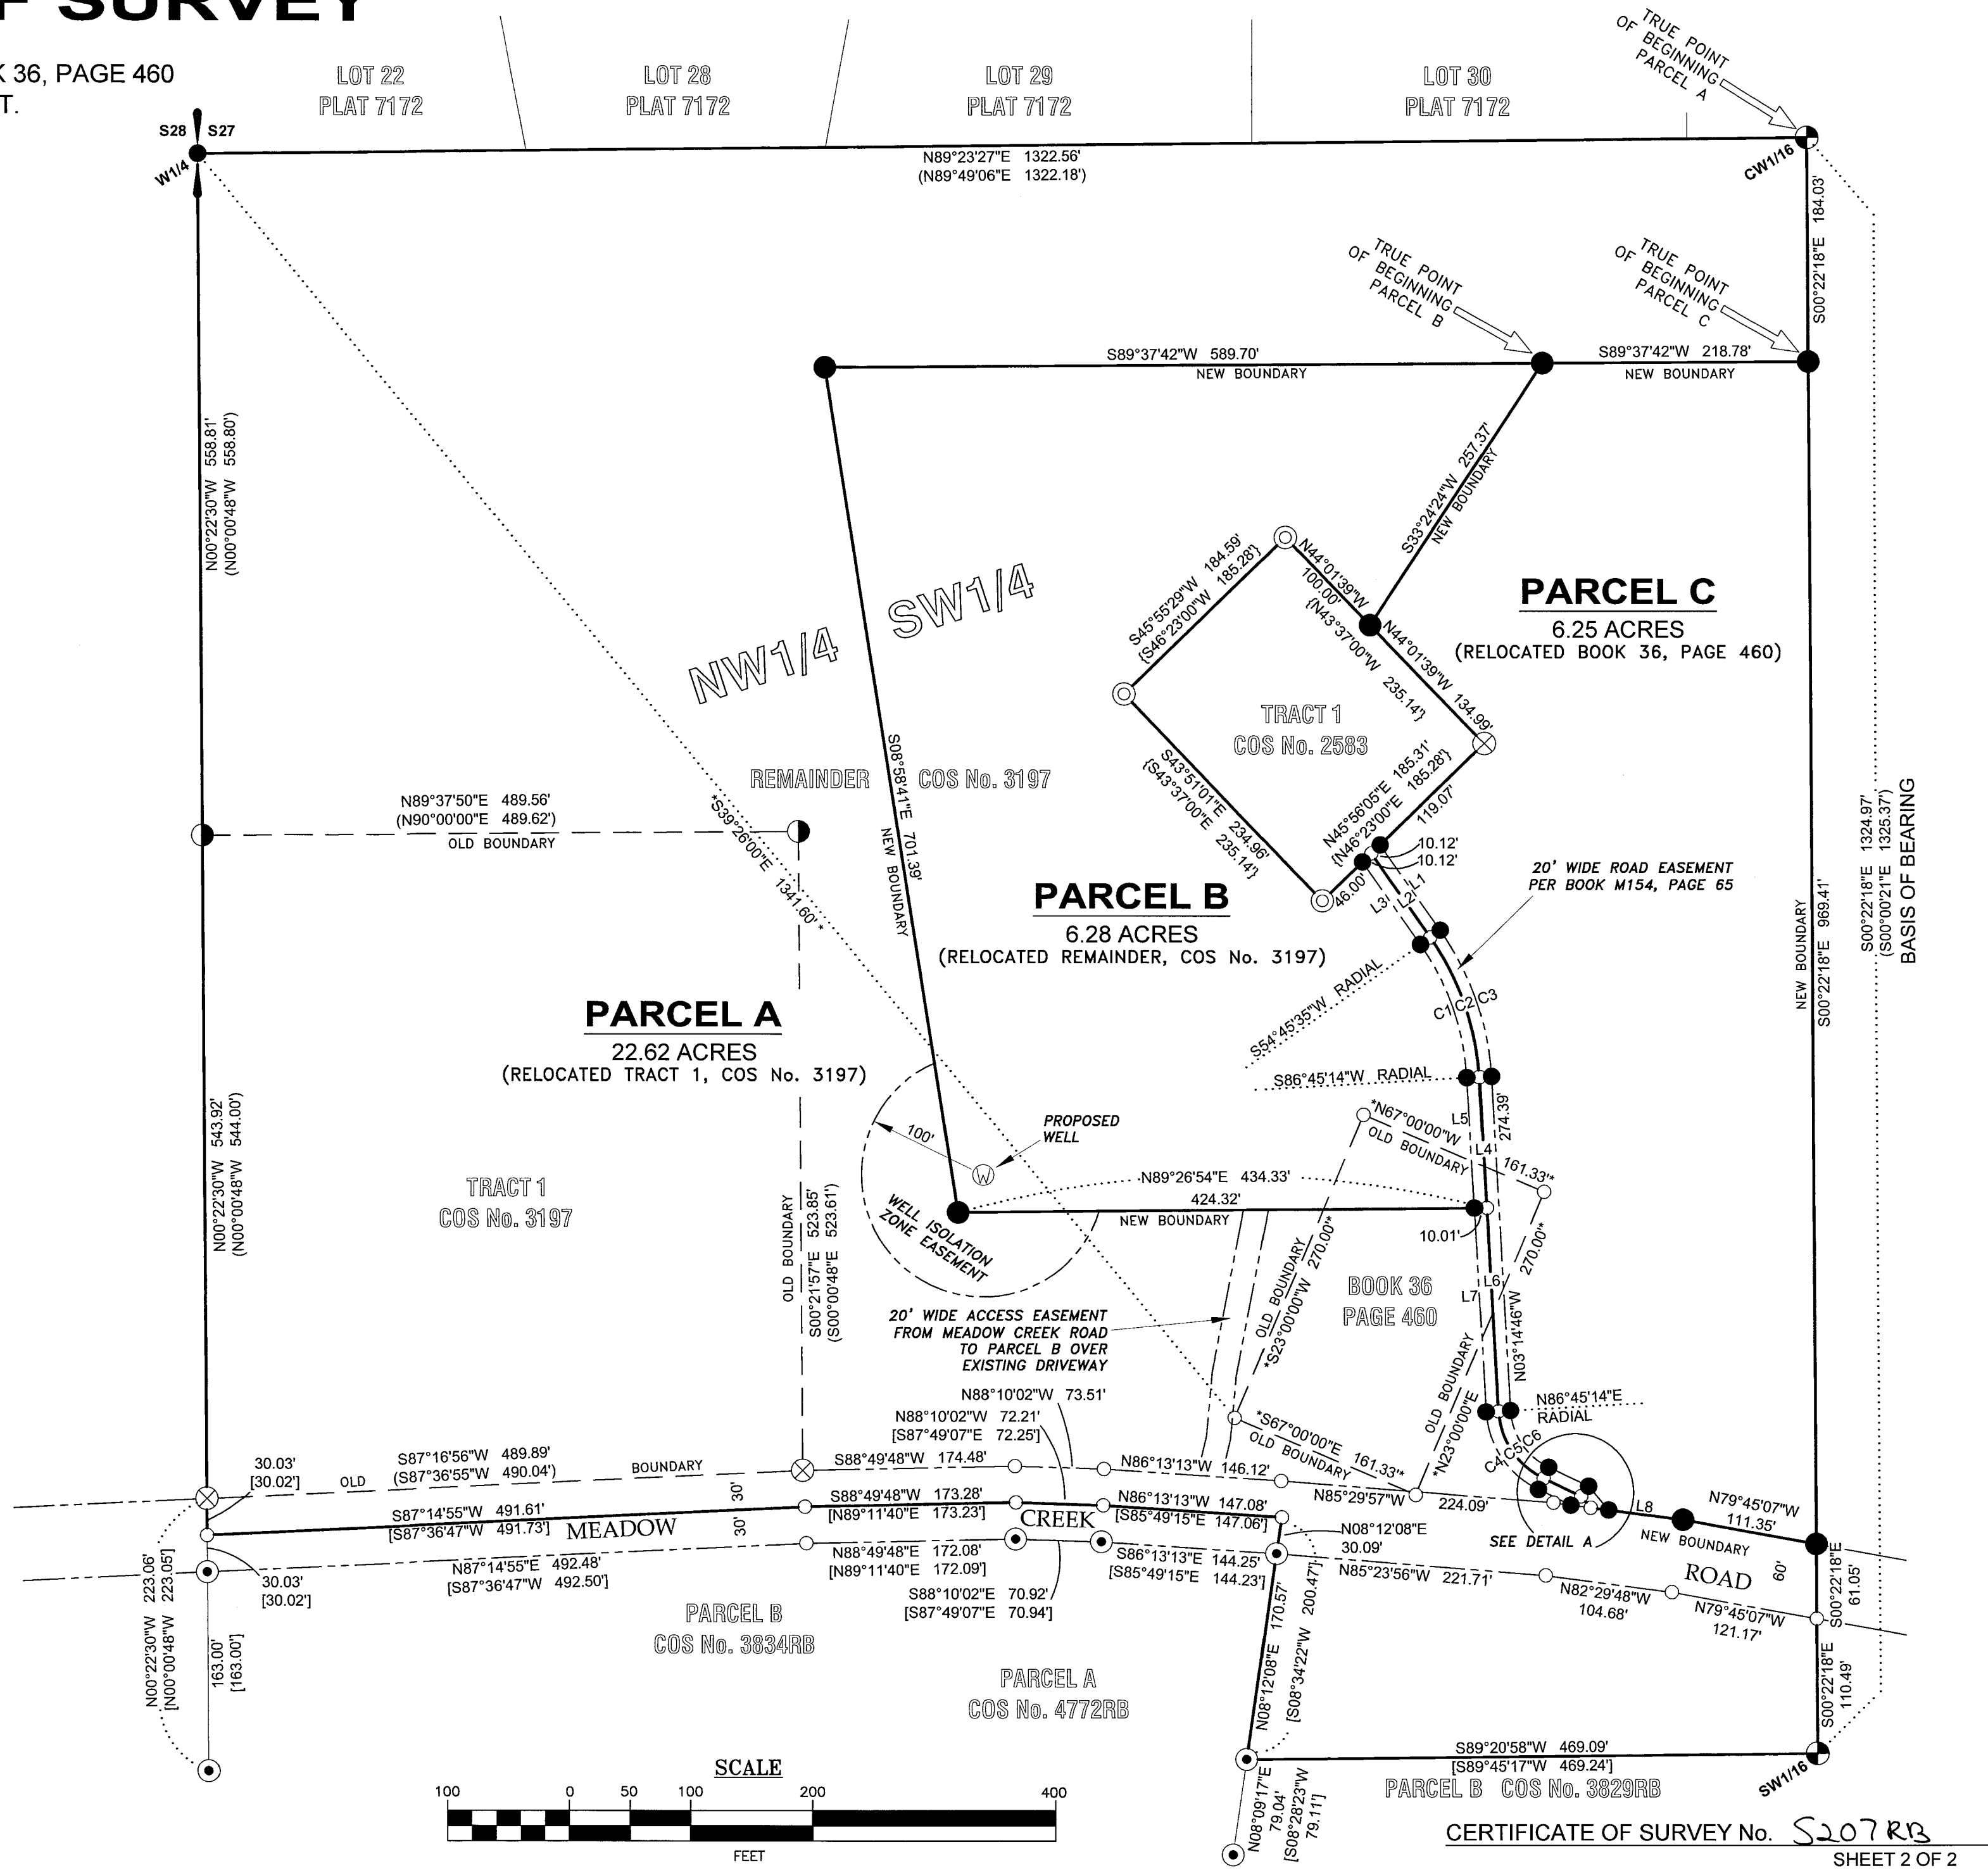 F SURVEY
K 36, PAGE 460
T.
LOT 22
PLAT 7172
LOT 28
PLAT 7172
LOT 29
PLAT 7172
LOT 30
PLAT 7172
TRUE POINT
OF BEGINNING
PARCEL A
S28 S27
W1/4
CW1/16
N89°23'27"E 1322.56'
(N89°49'06"E 1322.18')
S00°22'18"E 184.03'
TRUE POINT
OF BEGINNING
PARCEL B
TRUE POINT
OF BEGINNING
PARCEL C
S89°37'42"W 589.70'
NEW BOUNDARY
S89°37'42"W 218.78'
NEW BOUNDARY
N00°22'30"W 558.81'
(N00°00'48"W 558.80')
S33°24'24"W 257.37'
NEW BOUNDARY
NW1/4 SW1/4
S45°55'29"W 184.59'
{S46°23'00"W 185.28'}
N44°01'39"W
100.00'
{N43°37'00"W 235.14'}
N44°01'39"W 134.99'
PARCEL C
6.25 ACRES
(RELOCATED BOOK 36, PAGE 460)
TRACT 1
COS No. 2583
S43°51'01"E 234.96'
{S43°37'00"E 235.14'}
N45°56'05"E 185.31'
{N46°23'00"E 185.28'}
119.07'
10.12'
10.12'
46.00'
REMAINDER COS No. 3197
S08°58'41"E 701.39'
NEW BOUNDARY
*S39°26'00"E 1341.60'*
N89°37'50"E 489.56'
(N90°00'00"E 489.62')
OLD BOUNDARY
20' WIDE ROAD EASEMENT
PER BOOK M154, PAGE 65
L1
L2
L3
PARCEL B
6.28 ACRES
(RELOCATED REMAINDER, COS No. 3197)
S00°22'18"E 1324.97'
(S00°00'21"E 1325.37')
BASIS OF BEARING
NEW BOUNDARY
S00°22'18"E 969.41'
PARCEL A
22.62 ACRES
(RELOCATED TRACT 1, COS No. 3197)
S54°45'35"W RADIAL
C1 C2 C3
S86°45'14"W RADIAL
N00°22'30"W 543.92'
(N00°00'48"W 544.00')
TRACT 1
COS No. 3197
OLD BOUNDARY
S00°21'57"E 523.85'
(S00°00'48"E 523.61')
100'
PROPOSED
WELL
W
WELL ISOLATION
ZONE EASEMENT
N89°26'54"E 434.33'
424.32'
NEW BOUNDARY
10.01'
*N67°00'00"W 161.33'*
OLD BOUNDARY
L5
L4
274.39'
L6
L7
N03°14'46"W
OLD BOUNDARY
*S23°00'00"W 270.00'*
BOOK 36
PAGE 460
OLD BOUNDARY
*N23°00'00"E 270.00'*
20' WIDE ACCESS EASEMENT
FROM MEADOW CREEK ROAD
TO PARCEL B OVER
EXISTING DRIVEWAY
N86°45'14"E
RADIAL
C4 C5 C6
*S67°00'00"E 161.33'*
OLD BOUNDARY
N88°10'02"W 73.51'
N88°10'02"W 72.21'
[S87°49'07"E 72.25']
30.03'
[30.02']
S87°16'56"W 489.89'
(S87°36'55"W 490.04')
OLD BOUNDARY
S88°49'48"W 174.48'
N86°13'13"W 146.12'
N85°29'57"W 224.09'
L8
SEE DETAIL A
N79°45'07"W
111.35'
NEW BOUNDARY
S87°14'55"W 491.61'
[S87°36'47"W 491.73']
30'
30'
S88°49'48"W 173.28'
[N89°11'40"E 173.23']
N86°13'13"W 147.08'
[S85°49'15"E 147.06']
MEADOW CREEK ROAD
60'
N08°12'08"E
30.09'
S00°22'18"E
61.05'
N87°14'55"E 492.48'
[S87°36'47"W 492.50']
30.03'
[30.02']
N88°49'48"E 172.08'
[N89°11'40"E 172.09']
S88°10'02"E 70.92'
[S87°49'07"E 70.94']
S86°13'13"E 144.25'
[S85°49'15"E 144.23']
N85°23'56"W 221.71'
N82°29'48"W
104.68'
N79°45'07"W
121.17'
N00°22'30"W 223.06'
[N00°00'48"W 223.05']
163.00'
[163.00']
PARCEL B
COS No. 3834RB
PARCEL A
COS No. 4772RB
N08°12'08"E 170.57'
[S08°34'22"W 200.47']
S00°22'18"E
110.49'
S89°20'58"W 469.09'
[S89°45'17"W 469.24']
SW1/16
PARCEL B COS No. 3829RB
N08°09'17"E
79.04'
[S08°28'23"W
79.11']
SCALE
100 0 50 100 200 400
FEET
CERTIFICATE OF SURVEY No. 5207RB
SHEET 2 OF 2